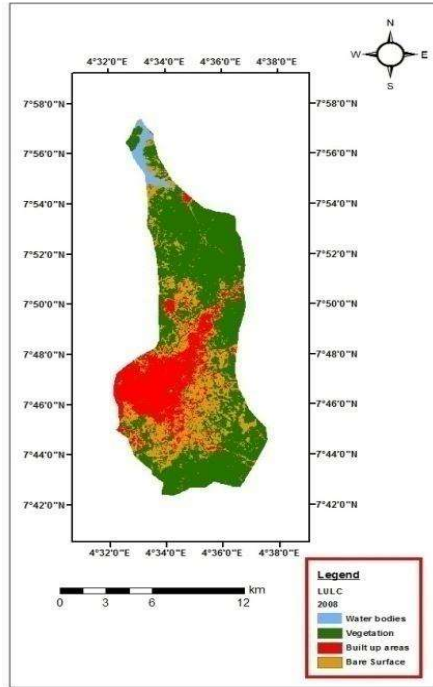 N
W E
S
4°32'0"E 4°34'0"E 4°36'0"E 4°38'0"E
7°58'0"N 7°58'0"N
7°56'0"N 7°56'0"N
7°54'0"N 7°54'0"N
7°52'0"N 7°52'0"N
7°50'0"N 7°50'0"N
7°48'0"N 7°48'0"N
7°46'0"N 7°46'0"N
7°44'0"N 7°44'0"N
7°42'0"N 7°42'0"N
4°32'0"E 4°34'0"E 4°36'0"E 4°38'0"E
km
0 1.5 3 6 9 12
Legend
LULC
2008
Water bodies
Vegetation
Built up areas
Bare Surface